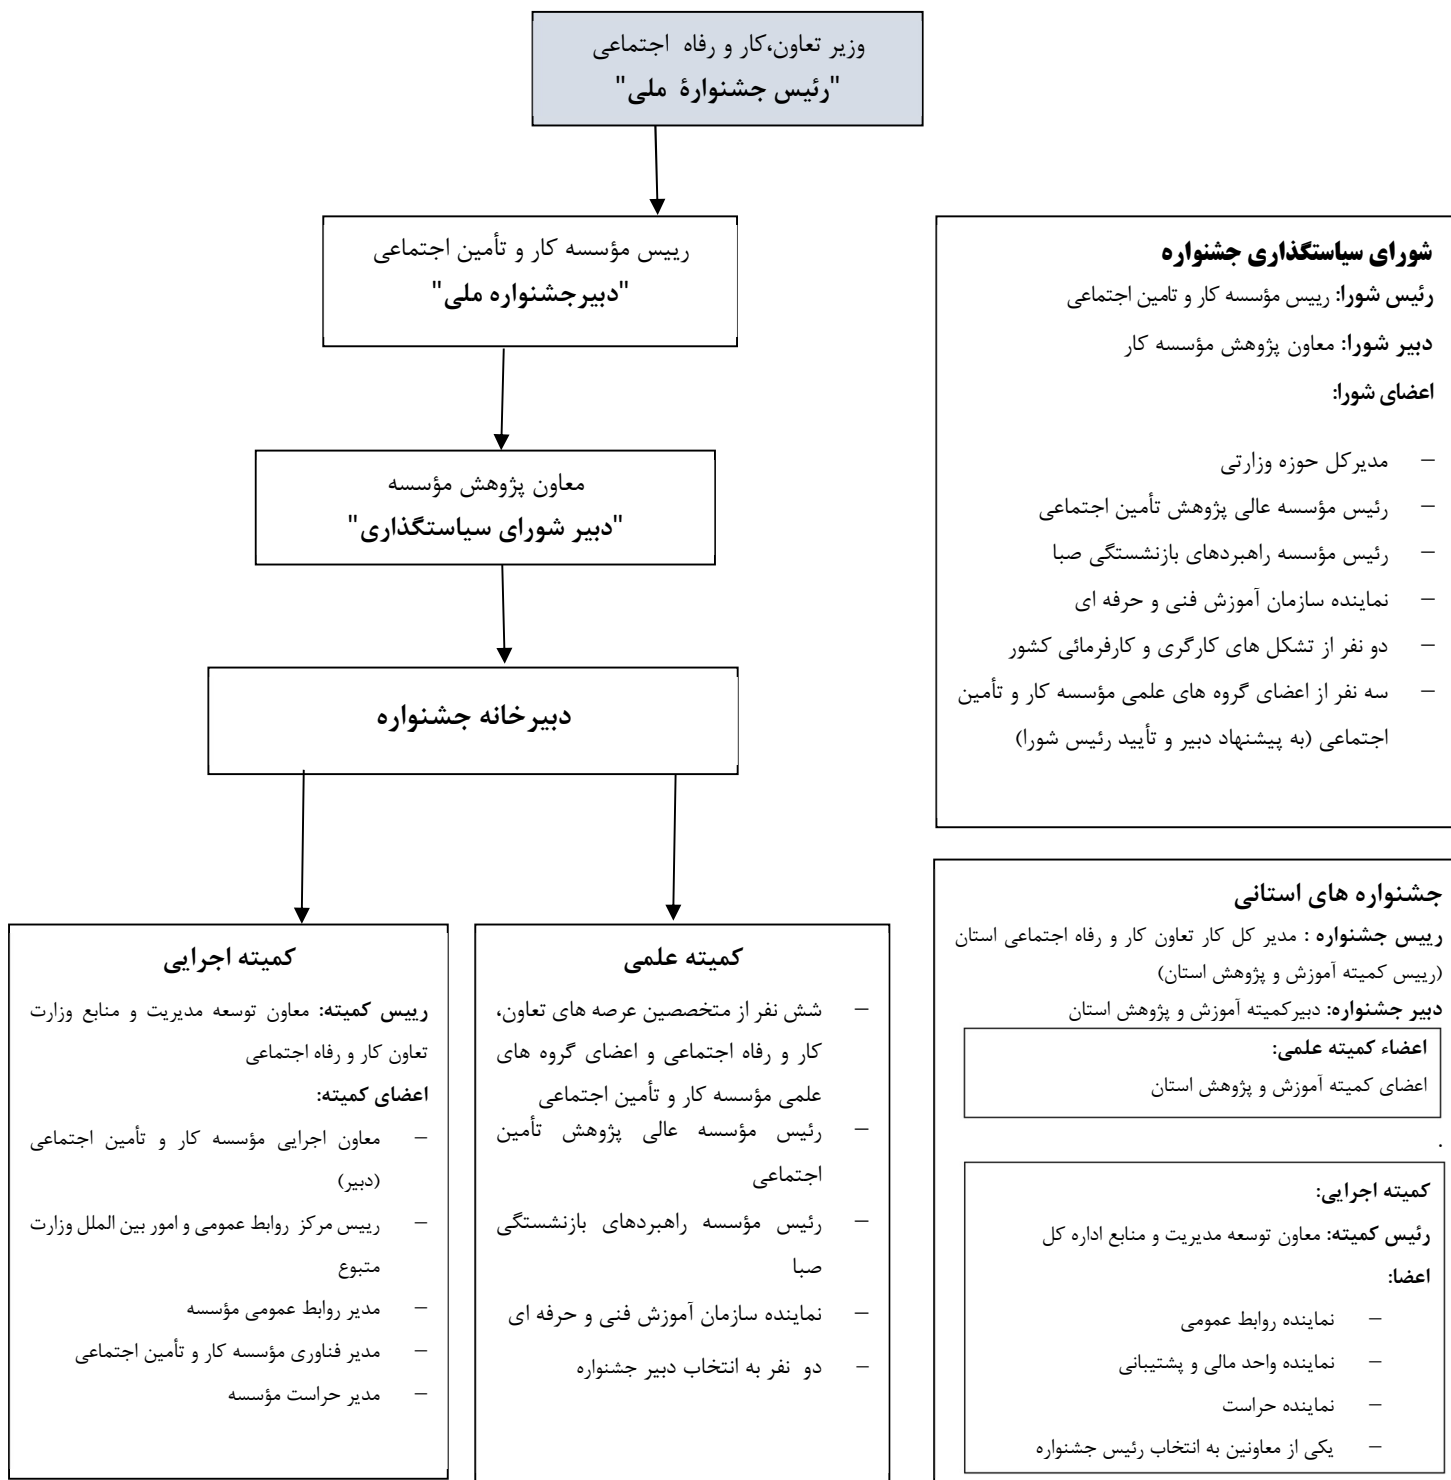 وزیر تعاون،کار و رفاه اجتماعی
"رئیس جشنوارۀ ملی"
رییس مؤسسه کار و تأمین اجتماعی
"دبیرجشنواره ملی"
معاون پژوهش مؤسسه
"دبیر شورای سیاستگذاری"
دبیرخانه جشنواره
شورای سیاستگذاری جشنواره
رئیس شورا: رییس مؤسسه کار و تامین اجتماعی
دبیر شورا: معاون پژوهش مؤسسه کار
اعضای شورا:
– مدیرکل حوزه وزارتی
– رئیس مؤسسه عالی پژوهش تأمین اجتماعی
– رئیس مؤسسه راهبردهای بازنشستگی صبا
– نماینده سازمان آموزش فنی و حرفه ای
– دو نفر از تشکل های کارگری و کارفرمائی کشور
– سه نفر از اعضای گروه های علمی مؤسسه کار و تأمین
اجتماعی (به پیشنهاد دبیر و تأیید رئیس شورا)
جشنواره های استانی
رییس جشنواره : مدیر کل کار تعاون کار و رفاه اجتماعی استان
(رییس کمیته آموزش و پژوهش استان)
دبیر جشنواره: دبیرکمیته آموزش و پژوهش استان
اعضاء کمیته علمی:
اعضای کمیته آموزش و پژوهش استان
.
کمیته اجرایی:
رئیس کمیته: معاون توسعه مدیریت و منابع اداره کل
اعضا:
– نماینده روابط عمومی
– نماینده واحد مالی و پشتیبانی
– نماینده حراست
– یکی از معاونین به انتخاب رئیس جشنواره
کمیته علمی
– شش نفر از متخصصین عرصه های تعاون،
کار و رفاه اجتماعی و اعضای گروه های
علمی مؤسسه کار و تأمین اجتماعی
– رئیس مؤسسه عالی پژوهش تأمین
اجتماعی
– رئیس مؤسسه راهبردهای بازنشستگی
صبا
– نماینده سازمان آموزش فنی و حرفه ای
– دو نفر به انتخاب دبیر جشنواره
کمیته اجرایی
رییس کمیته: معاون توسعه مدیریت و منابع وزارت
تعاون کار و رفاه اجتماعی
اعضای کمیته:
– معاون اجرایی مؤسسه کار و تأمین اجتماعی
(دبیر)
– رییس مرکز روابط عمومی و امور بین الملل وزارت
متبوع
– مدیر روابط عمومی مؤسسه
– مدیر فناوری مؤسسه کار و تأمین اجتماعی
– مدیر حراست مؤسسه